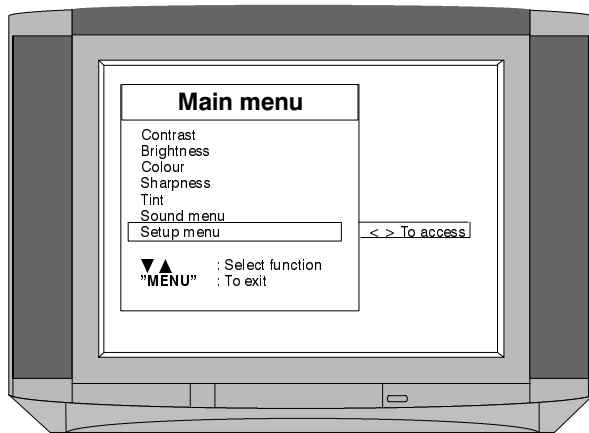 Main menu
Contrast
Brightness
Colour
Sharpness
Tint
Sound menu
Setup menu
< > To access
▼▲ : Select function
"MENU" : To exit